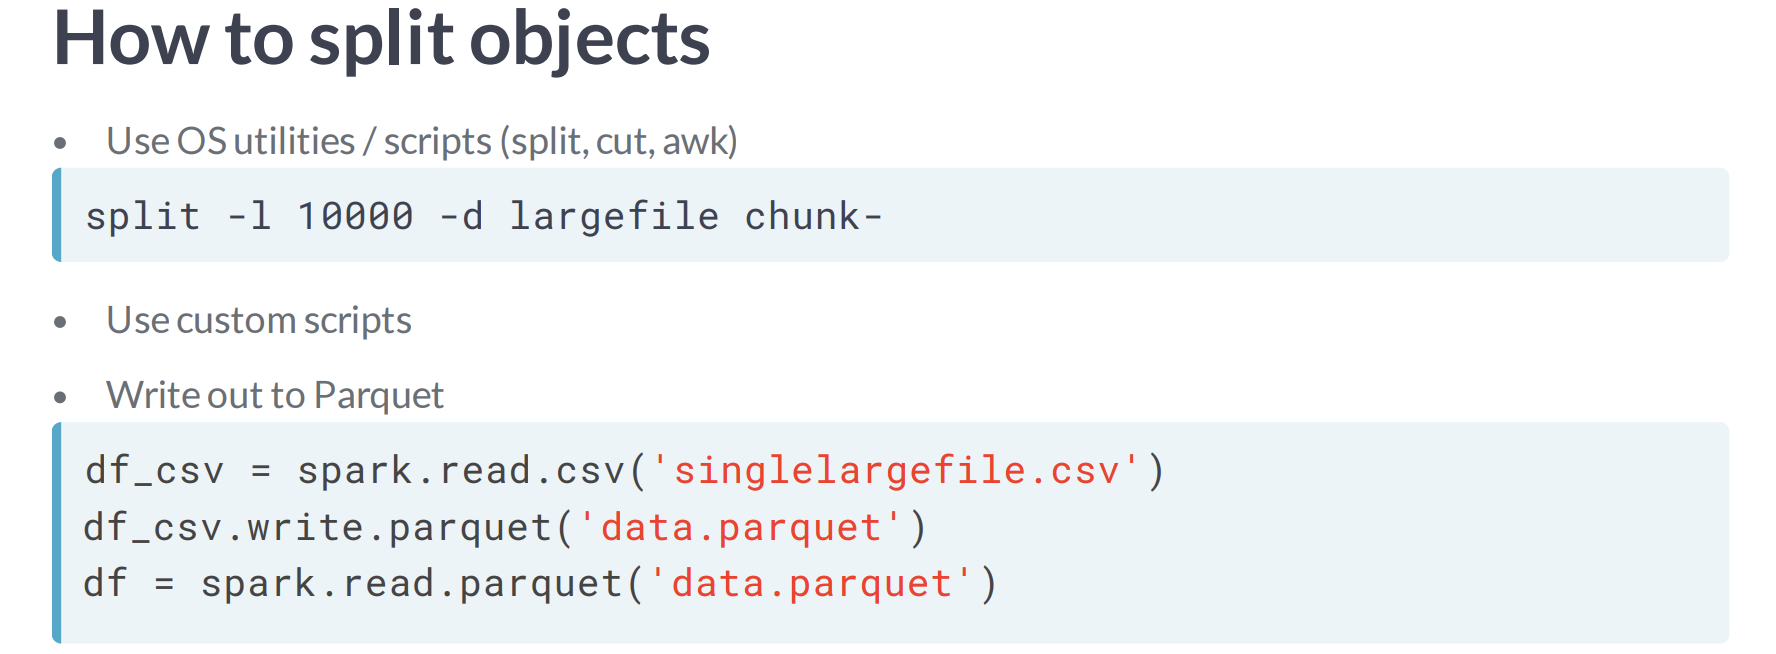 How to split objects
• Use OS utilities / scripts (split, cut, awk)
split -l 10000 -d largefile chunk-
• Use custom scripts
• Write out to Parquet
df_csv = spark.read.csv('singlelargefile.csv')
df_csv.write.parquet('data.parquet')
df = spark.read.parquet('data.parquet')